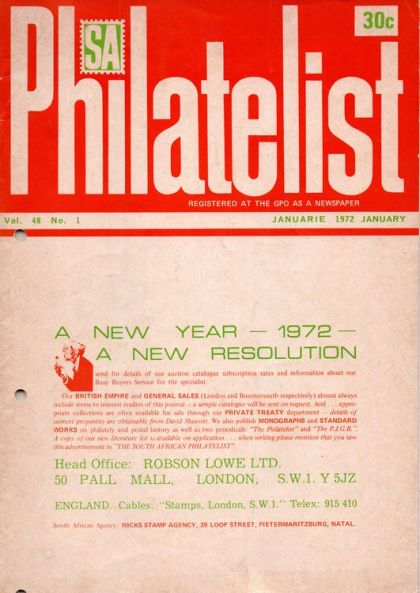 SA
30c
Philatelist
REGISTERED AT THE GPO AS A NEWSPAPER
Vol. 48 No. 1
JANUARIE 1972 JANUARY
A NEW YEAR — 1972 —
A NEW RESOLUTION
send for details of our auction catalogue subscription rates and information about our
Busy Buyers Service for the specialist.
Our BRITISH EMPIRE and GENERAL SALES (London and Bournemouth respectively) almost always
include items to interest readers of this journal — a sample catalogue will be sent on request. And . . . appro-
priate collections are often available for sale through our PRIVATE TREATY department — details of
current properties are obtainable from David Muscott. We also publish MONOGRAPHS and STANDARD
WORKS on philately and postal history as well as two periodicals "The Philatelist" and "The P.J.G.B."
A copy of our new literature list is available on application . . . when writing please mention that you saw
this advertisement in "THE SOUTH AFRICAN PHILATELIST".
Head Office: ROBSON LOWE LTD.
50 PALL MALL, LONDON, S.W.1. Y 5JZ
ENGLAND. Cables: "Stamps, London, S.W.1." Telex: 915 410
South African Agency: WICKS STAMP AGENCY, 39 LOOP STREET, PIETERMARITZBURG, NATAL.